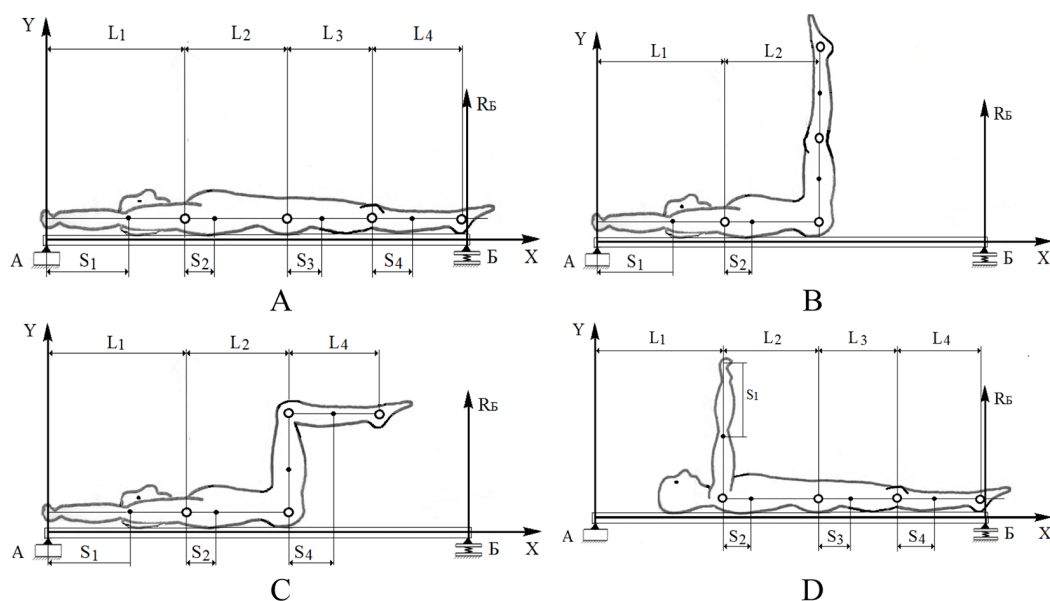 Y L₁ L₂ L₃ L₄
RБ
А S₁ S₂ S₃ S₄ Б X
A
Y L₁ L₂
RБ
А S₁ S₂ Б X
B
Y L₁ L₂ L₄
RБ
А S₁ S₂ S₄ Б X
C
Y L₁ L₂ L₃ L₄
S₁
RБ
А S₂ S₃ S₄ Б X
D